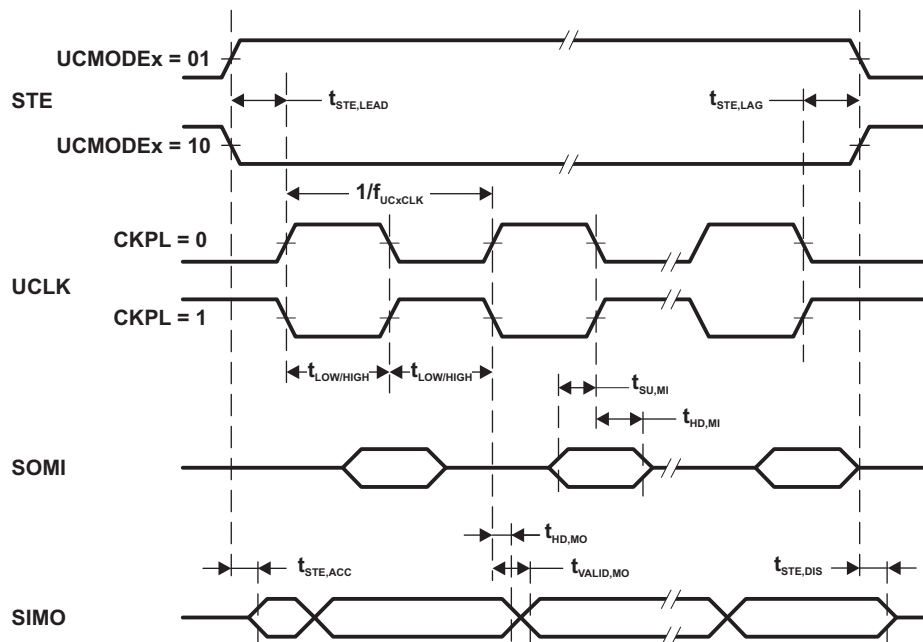 UCMODEx = 01
STE
tSTE,LEAD
tSTE,LAG
UCMODEx = 10
1/fUCxCLK
CKPL = 0
UCLK
CKPL = 1
tLOW/HIGH
tLOW/HIGH
tSU,MI
tHD,MI
SOMI
tHD,MO
tSTE,ACC
tVALID,MO
tSTE,DIS
SIMO